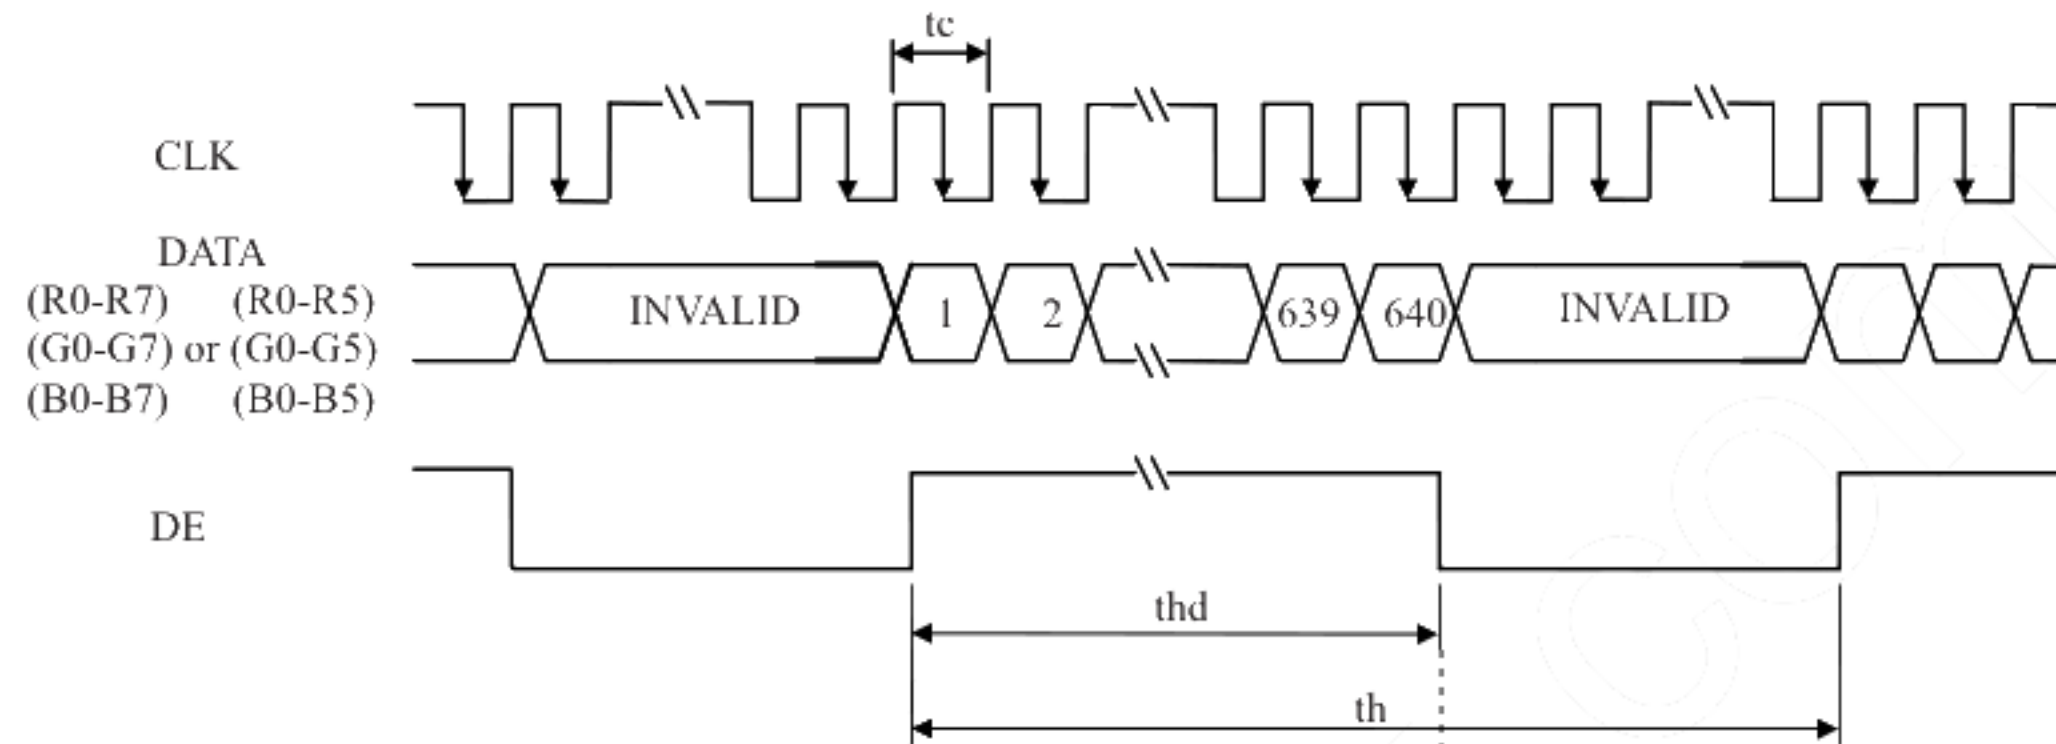 tc
CLK
DATA
(R0-R7) (R0-R5)
(G0-G7) or (G0-G5)
(B0-B7) (B0-B5)
INVALID 1 2 639 640 INVALID
DE
thd
th